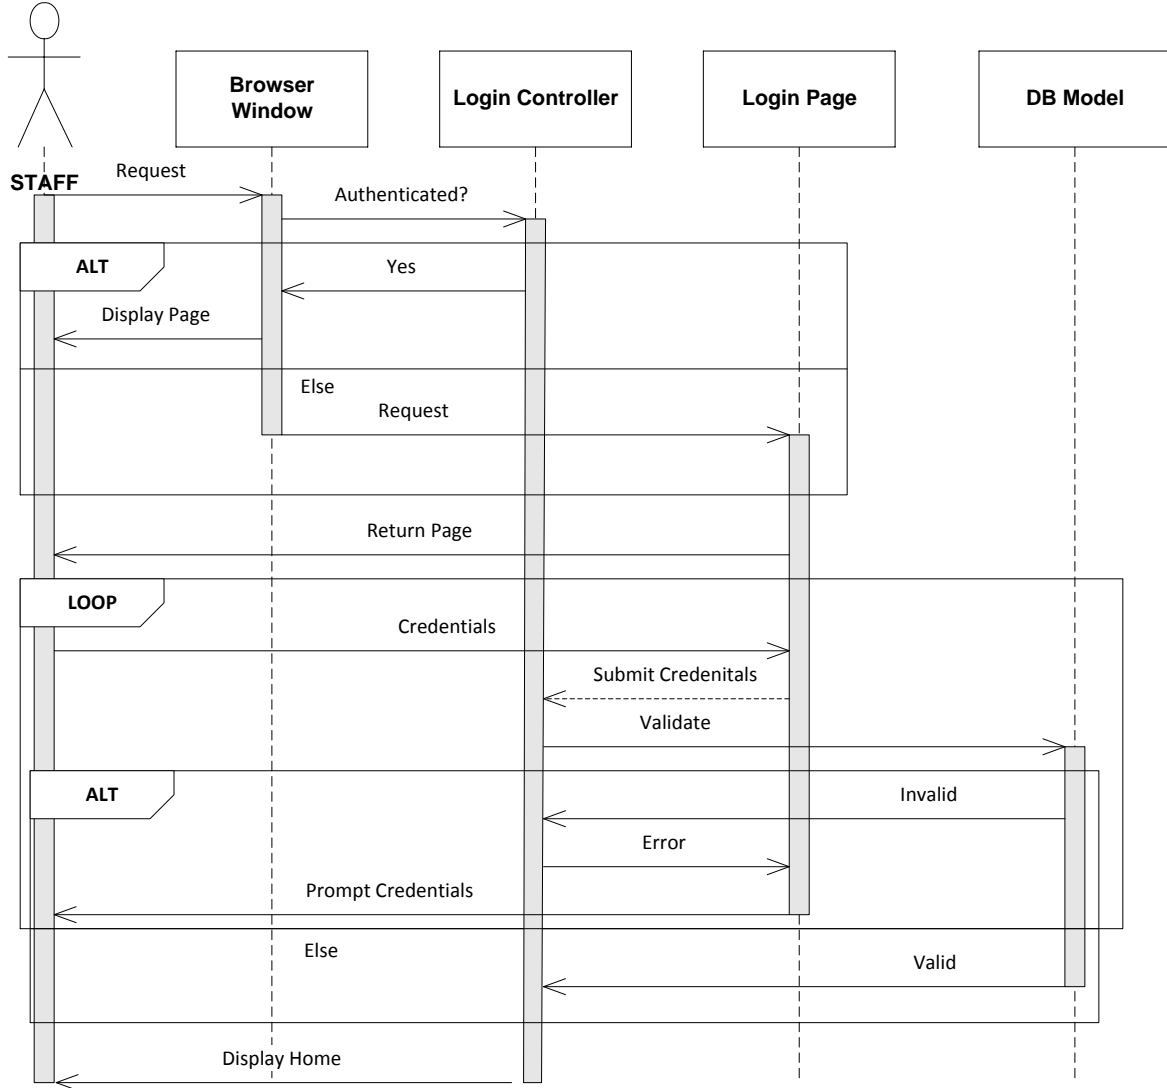 Browser
Window
Login Controller
Login Page
DB Model
STAFF
Request
Authenticated?
ALT
Yes
Display Page
Else
Request
Return Page
LOOP
Credentials
Submit Credenitals
Validate
ALT
Invalid
Error
Prompt Credentials
Else
Valid
Display Home